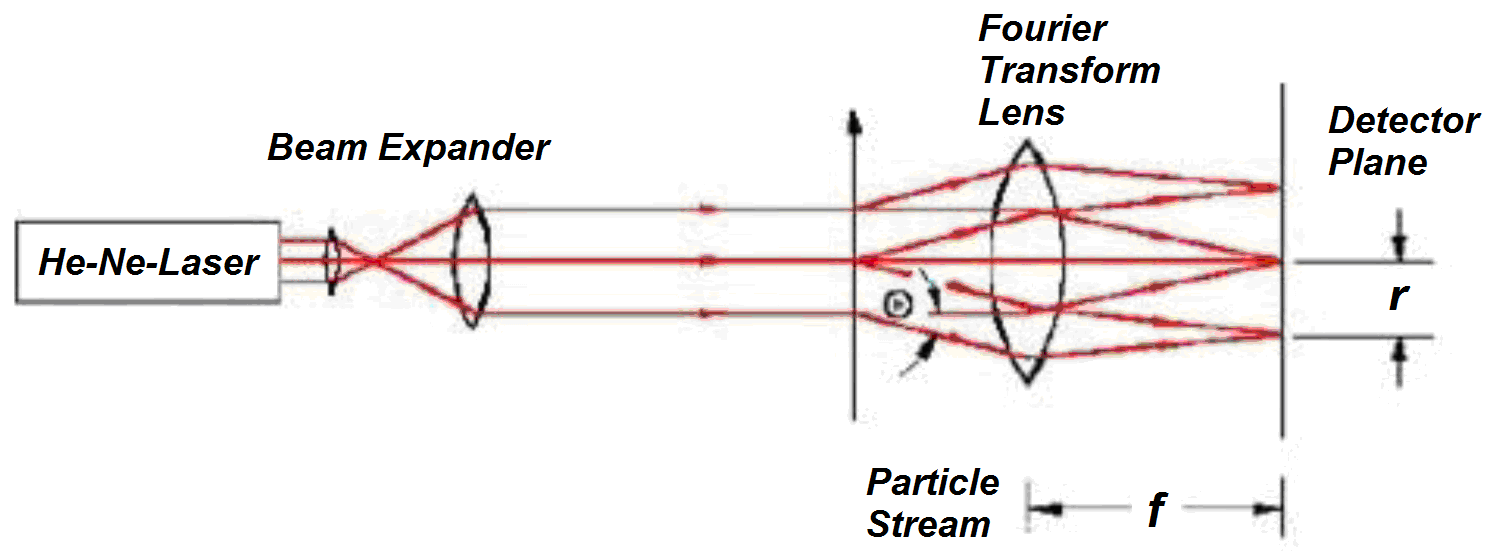 Fourier
Transform
Lens
Beam Expander
Detector
Plane
He-Ne-Laser
Θ
r
Particle
Stream
f